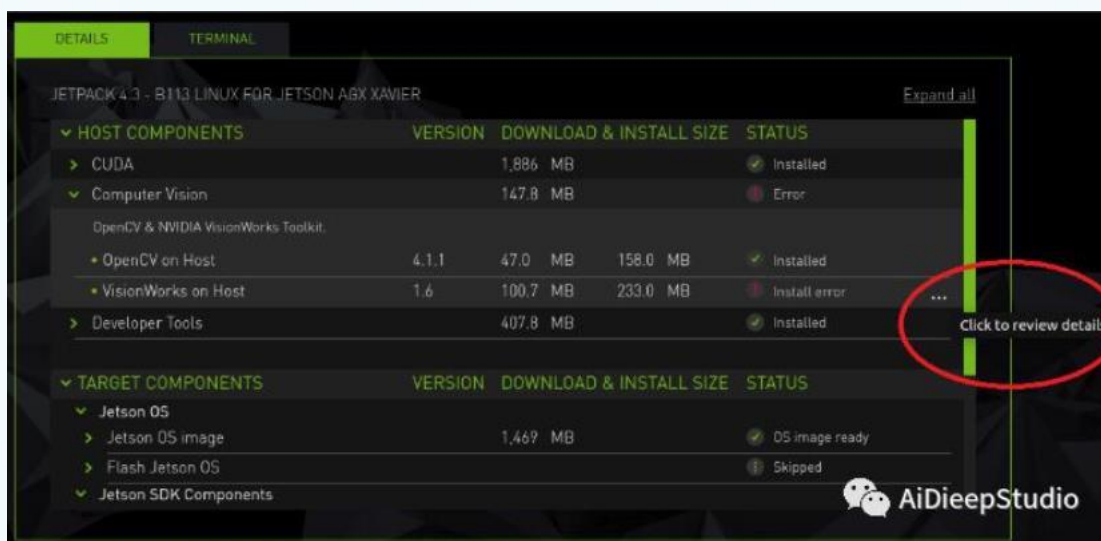 DETAILS TERMINAL
JETPACK 4.3 - B113 LINUX FOR JETSON AGX XAVIER Expand all
HOST COMPONENTS VERSION DOWNLOAD & INSTALL SIZE STATUS
CUDA 1,886 MB Installed
Computer Vision 147.8 MB Error
OpenCV & NVIDIA VisionWorks Toolkit.
OpenCV on Host 4.1.1 47.0 MB 158.0 MB Installed
VisionWorks on Host 1.6 100.7 MB 233.0 MB Install error ...
Developer Tools 407.8 MB Installed
Click to review detail
TARGET COMPONENTS VERSION DOWNLOAD & INSTALL SIZE STATUS
Jetson OS
Jetson OS image 1,469 MB OS image ready
Flash Jetson OS Skipped
Jetson SDK Components
AiDieepStudio